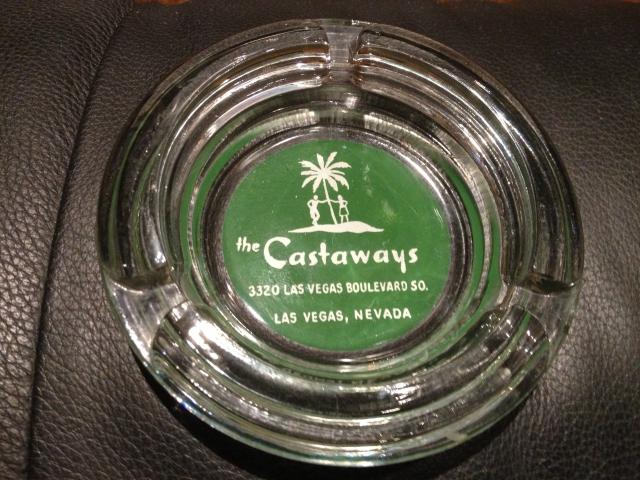 the Castaways
3320 LAS VEGAS BOULEVARD SO.
LAS VEGAS, NEVADA